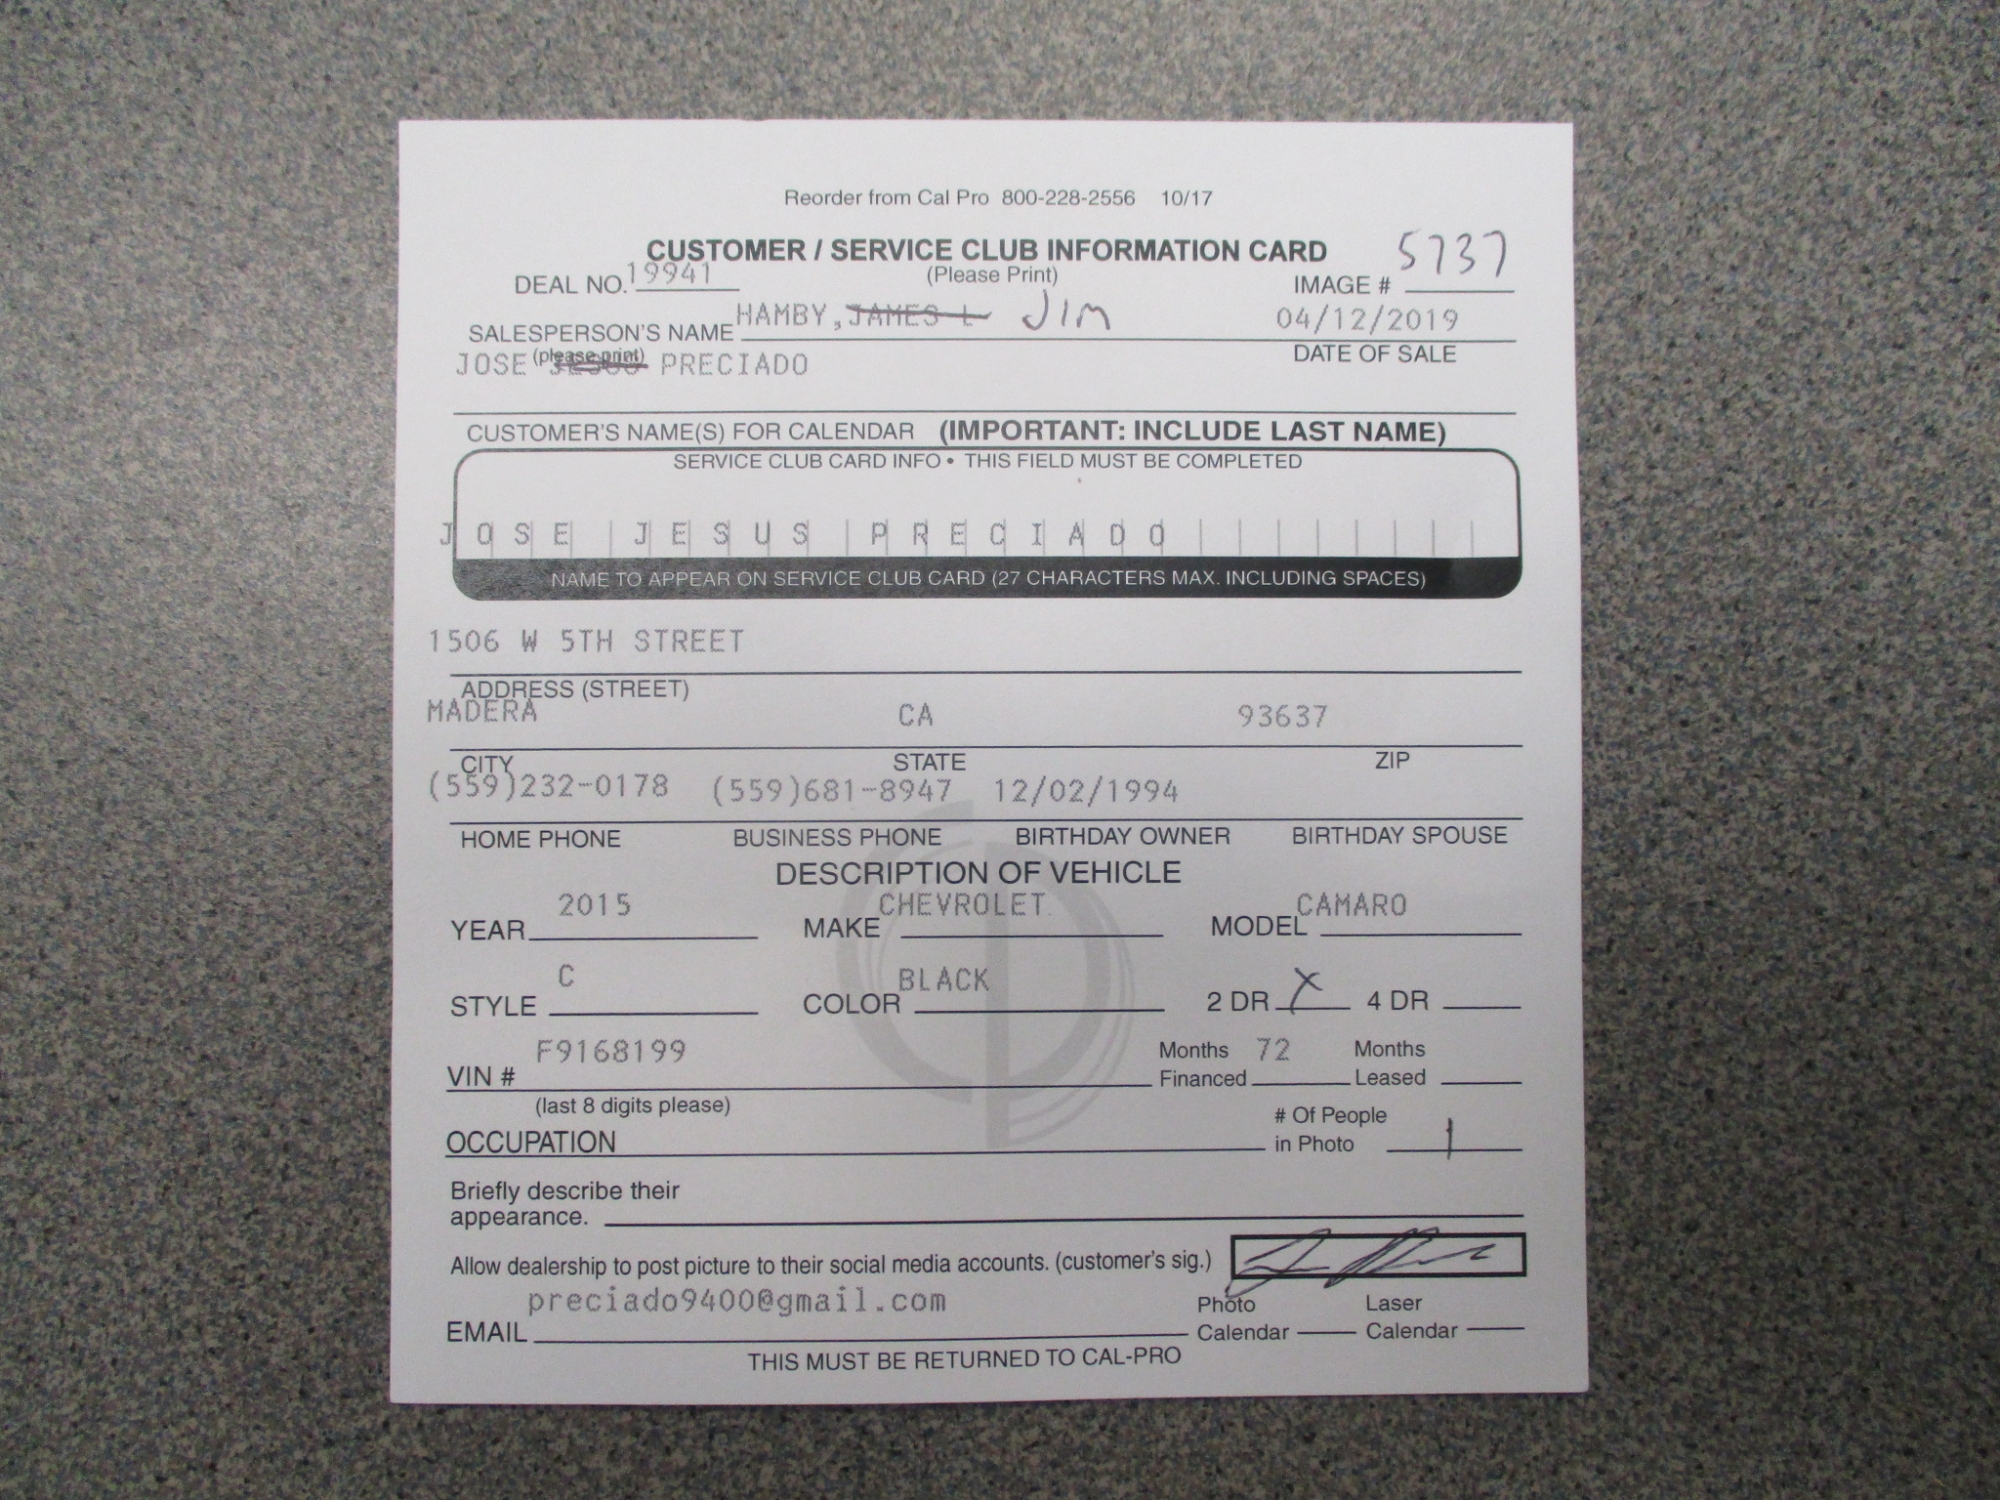 Reorder from Cal Pro 800-228-2556 10/17
CUSTOMER / SERVICE CLUB INFORMATION CARD
(Please Print)
DEAL NO. 19941
IMAGE # 5737
SALESPERSON'S NAME HAMBY, JAMES L JIM
(please print)
04/12/2019
DATE OF SALE
JOSE JESUS PRECIADO
CUSTOMER'S NAME(S) FOR CALENDAR (IMPORTANT: INCLUDE LAST NAME)
SERVICE CLUB CARD INFO • THIS FIELD MUST BE COMPLETED
JOSE JESUS PRECIADO
NAME TO APPEAR ON SERVICE CLUB CARD (27 CHARACTERS MAX. INCLUDING SPACES)
1506 W 5TH STREET
ADDRESS (STREET)
MADERA CA 93637
CITY STATE ZIP
(559)232-0178 (559)681-8947 12/02/1994
HOME PHONE BUSINESS PHONE BIRTHDAY OWNER BIRTHDAY SPOUSE
DESCRIPTION OF VEHICLE
YEAR 2015 MAKE CHEVROLET MODEL CAMARO
STYLE C COLOR BLACK 2 DR X 4 DR
VIN # F9168199
(last 8 digits please)
Months Financed 72 Months Leased
OCCUPATION
# Of People in Photo 1
Briefly describe their
appearance.
Allow dealership to post picture to their social media accounts. (customer's sig.)
EMAIL preciado9400@gmail.com
Photo Calendar Laser Calendar
THIS MUST BE RETURNED TO CAL-PRO